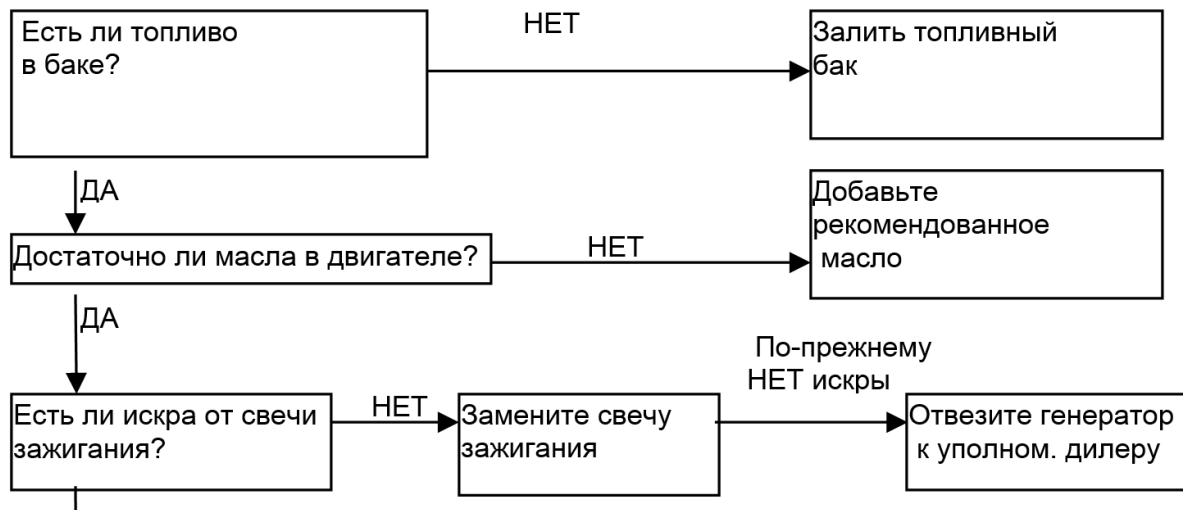 Есть ли топливо
в баке?
НЕТ
Залить топливный
бак
ДА
Достаточно ли масла в двигателе?
НЕТ
Добавьте
рекомендованное
масло
ДА
Есть ли искра от свечи
зажигания?
НЕТ
Замените свечу
зажигания
По-прежнему
НЕТ искры
Отвезите генератор
к уполном. дилеру